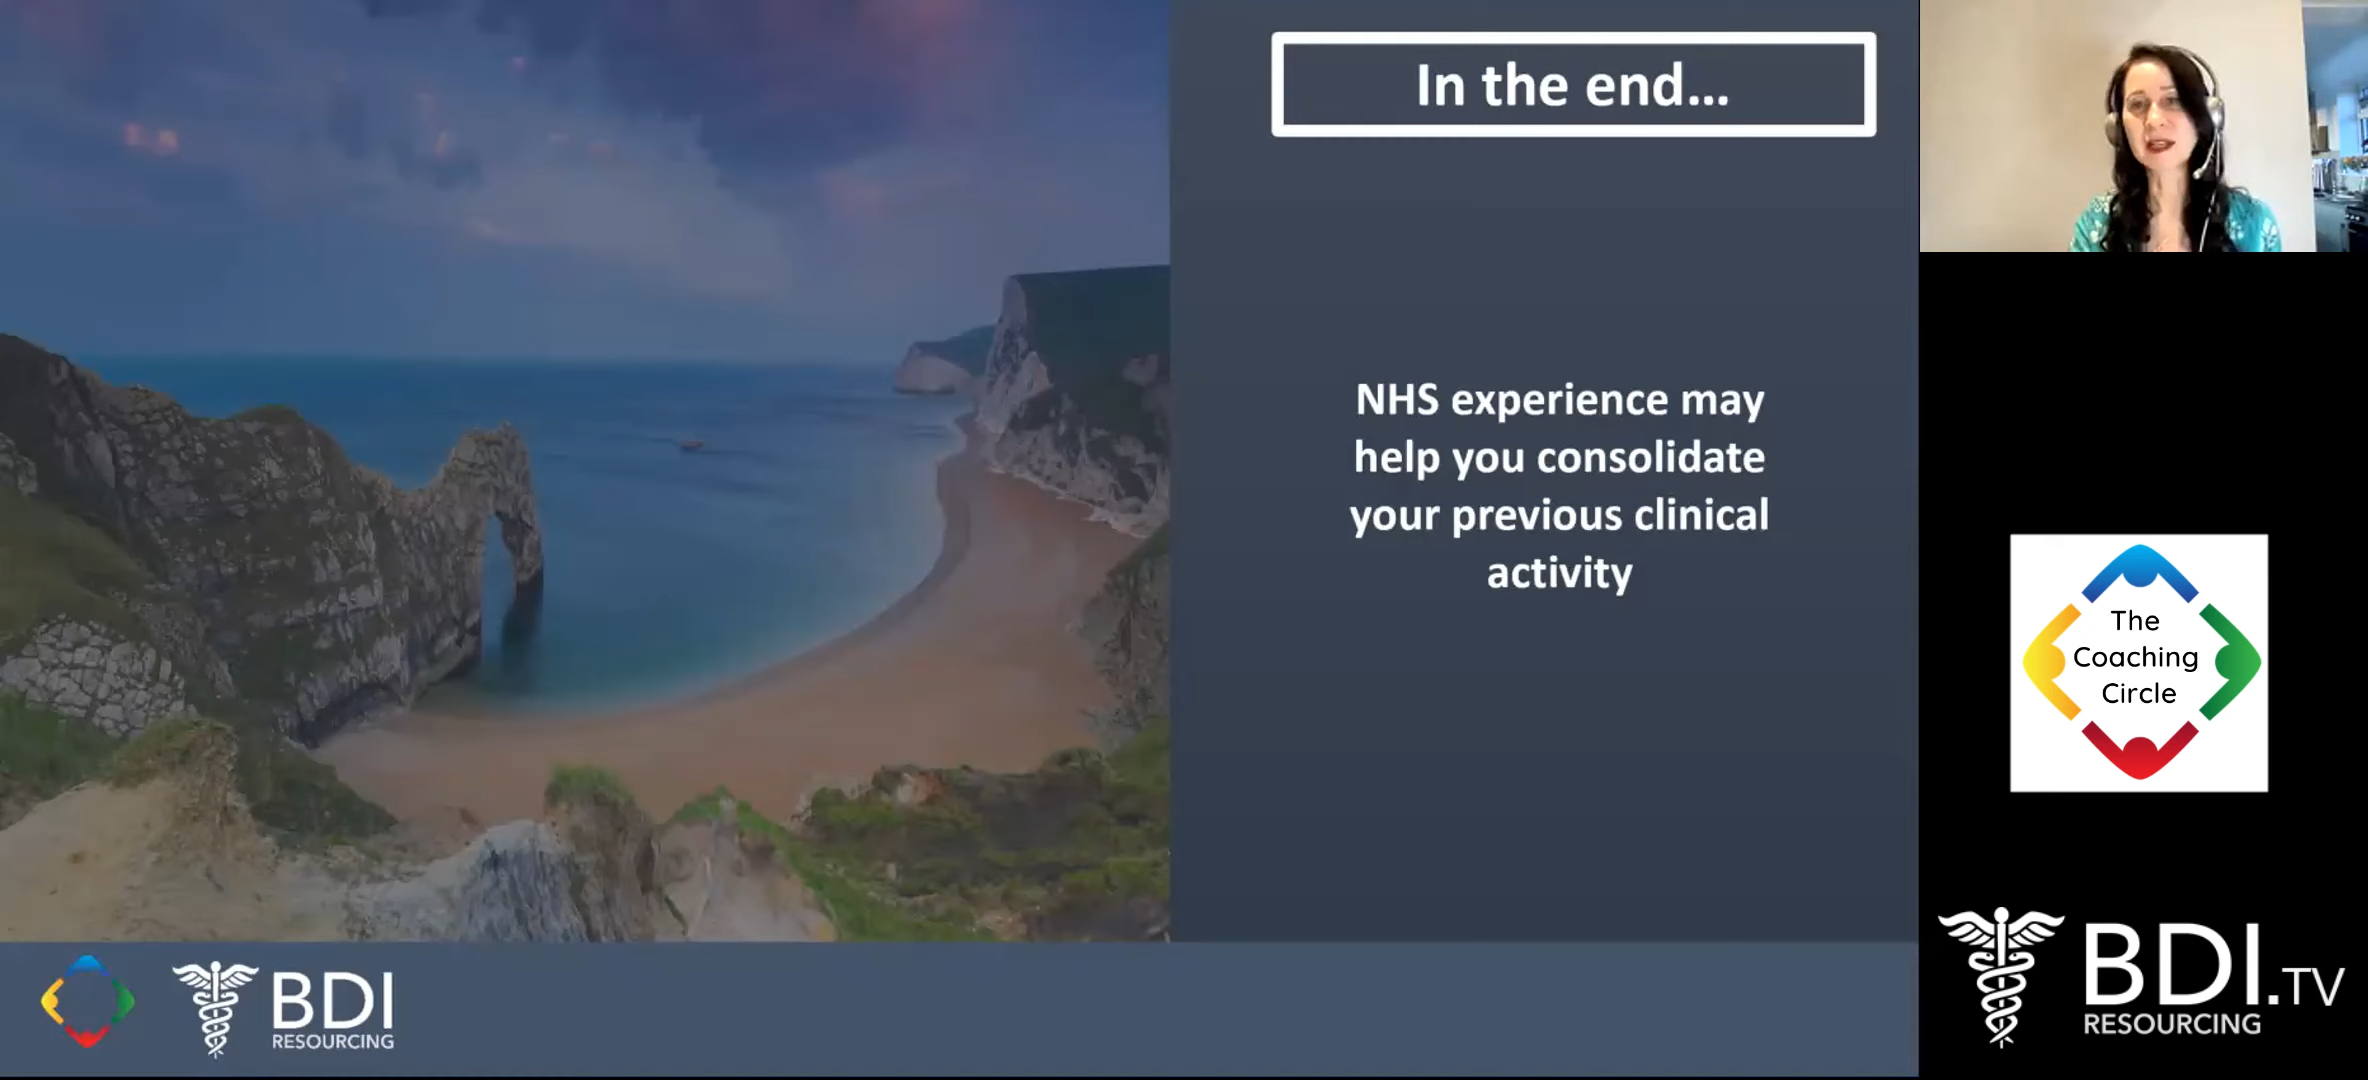 In the end...
NHS experience may
help you consolidate
your previous clinical
activity
The
Coaching
Circle
BDI
RESOURCING
BDI.TV
RESOURCING